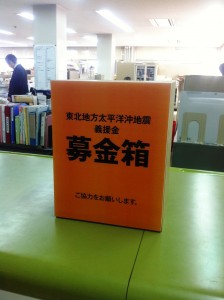 東北地方太平洋沖地震
義援金
募金箱
ご協力をお願いします。